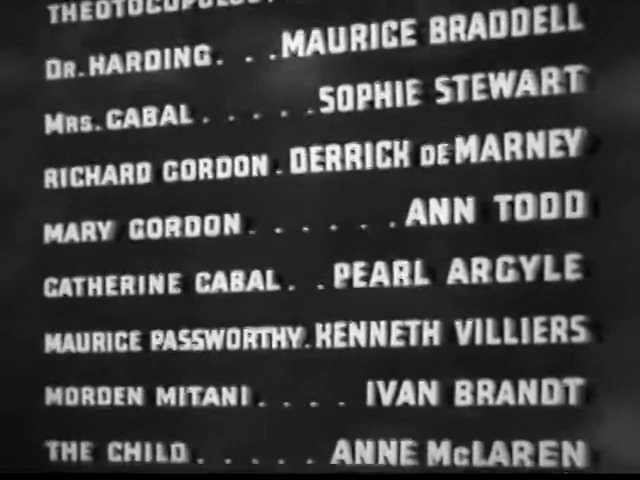 THEOTOCOPULOS
DR. HARDING. . . MAURICE BRADDELL
MRS. CABAL . . . . . SOPHIE STEWART
RICHARD GORDON . DERRICK DE MARNEY
MARY GORDON . . . . . . ANN TODD
CATHERINE CABAL . . PEARL ARGYLE
MAURICE PASSWORTHY . KENNETH VILLIERS
MORDEN MITANI . . . . IVAN BRANDT
THE CHILD . . . . . ANNE MCLAREN